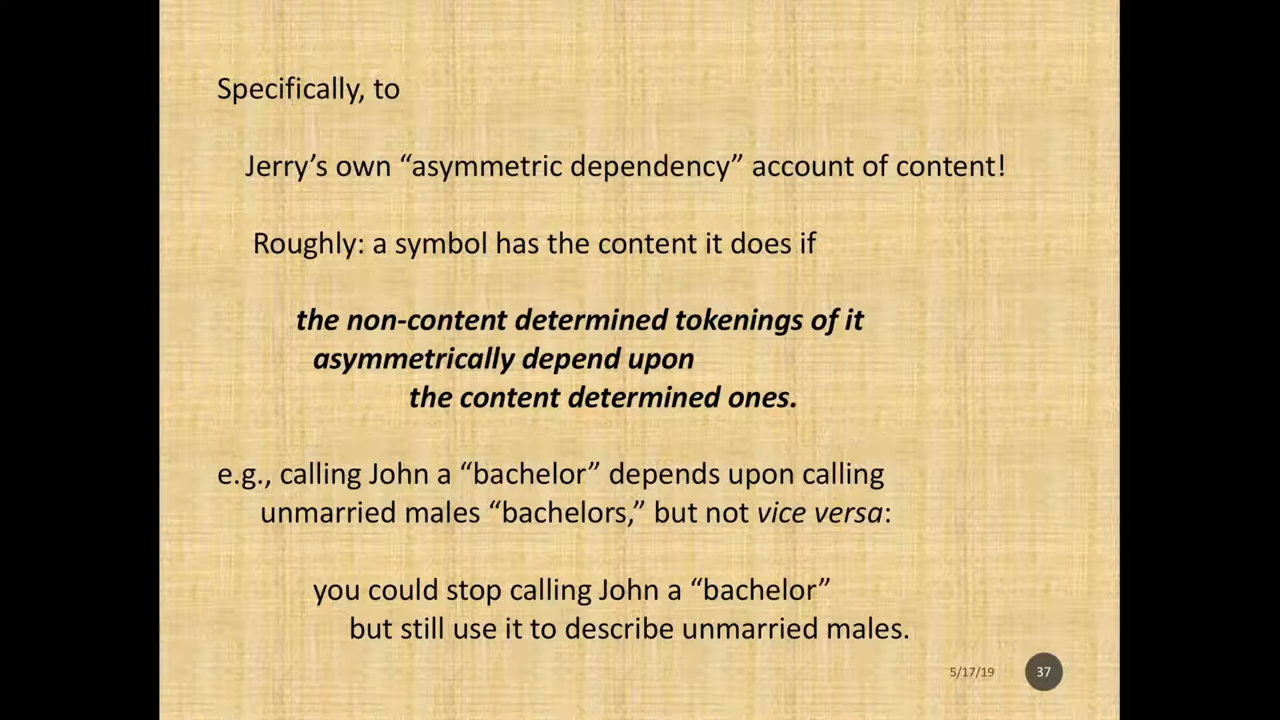 Specifically, to
Jerry’s own “asymmetric dependency” account of content!
Roughly: a symbol has the content it does if
the non-content determined tokenings of it
asymmetrically depend upon
the content determined ones.
e.g., calling John a “bachelor” depends upon calling
unmarried males “bachelors,” but not vice versa:
you could stop calling John a “bachelor”
but still use it to describe unmarried males.
5/17/19
37